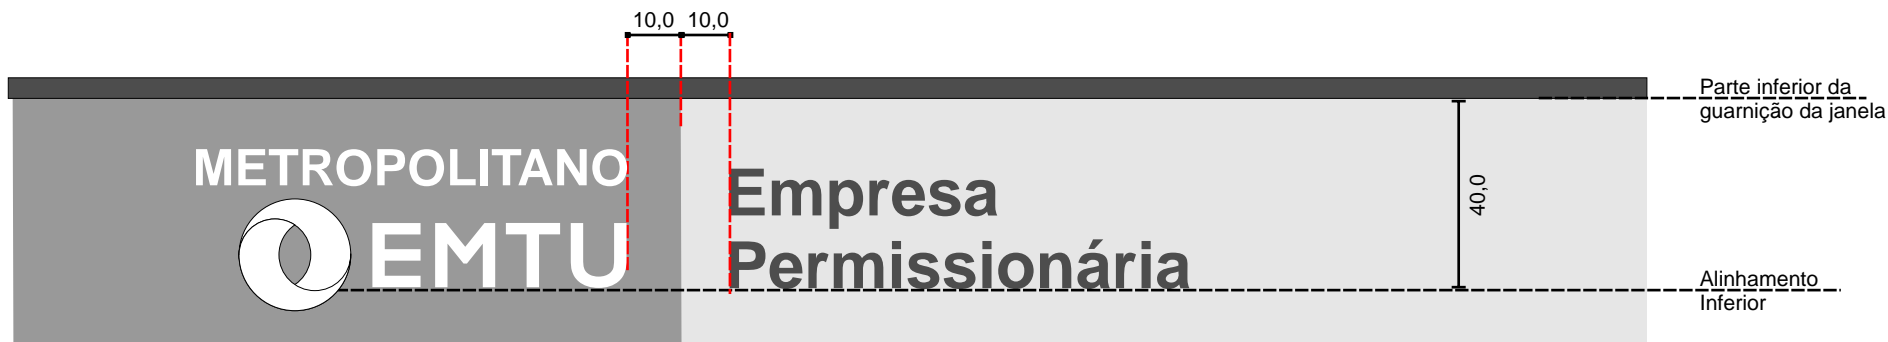 10,0 10,0
Parte inferior da
guarnição da janela
METROPOLITANO
EMTU
Empresa
Permissionária
40,0
Alinhamento
Inferior